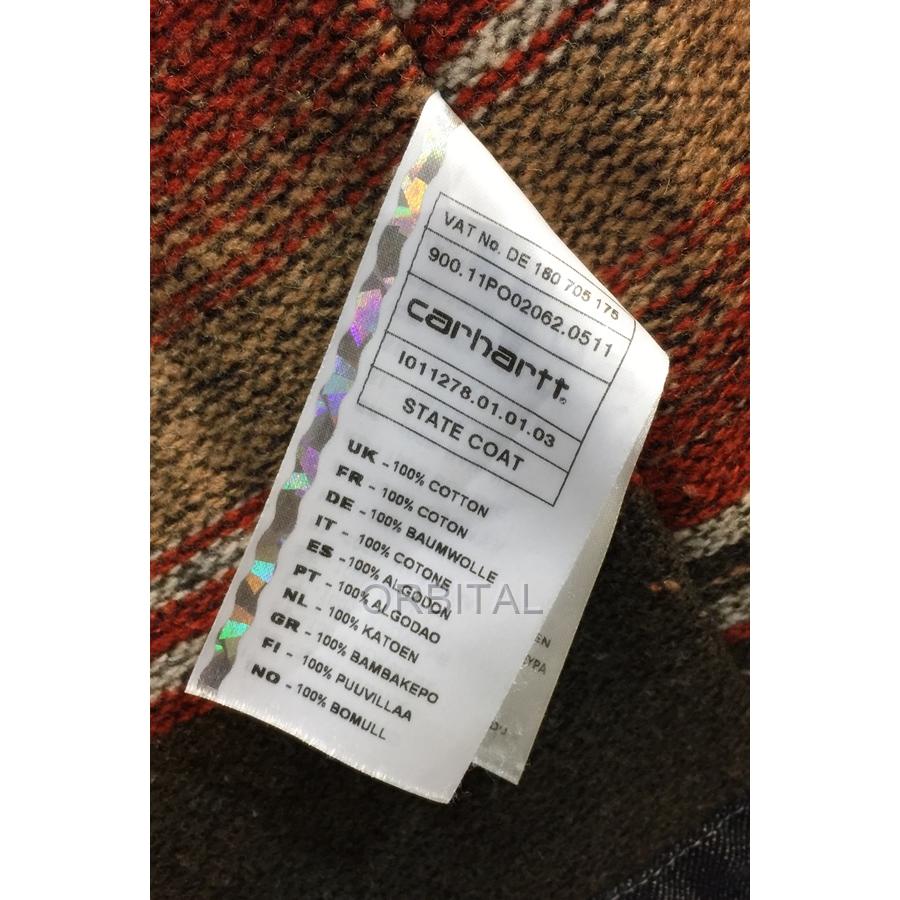 VAT No. DE 180 705 175
900.11PO02062.0511
carhartt
I011278.01.01.03
STATE COAT
UK - 100% COTTON
FR - 100% COTON
DE - 100% BAUMWOLLE
IT - 100% COTONE
ES - 100% ALGODON
PT - 100% ALGODAO
NL - 100% KATOEN
GR - 100% BAMBAKEPO
FI - 100% PUUVILLAA
NO - 100% BOMULL
ORBITAL